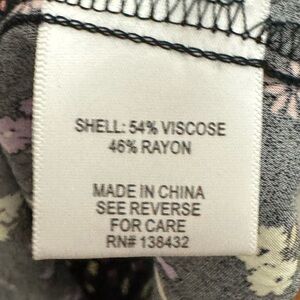 SHELL: 54% VISCOSE
46% RAYON
MADE IN CHINA
SEE REVERSE
FOR CARE
RN# 138432